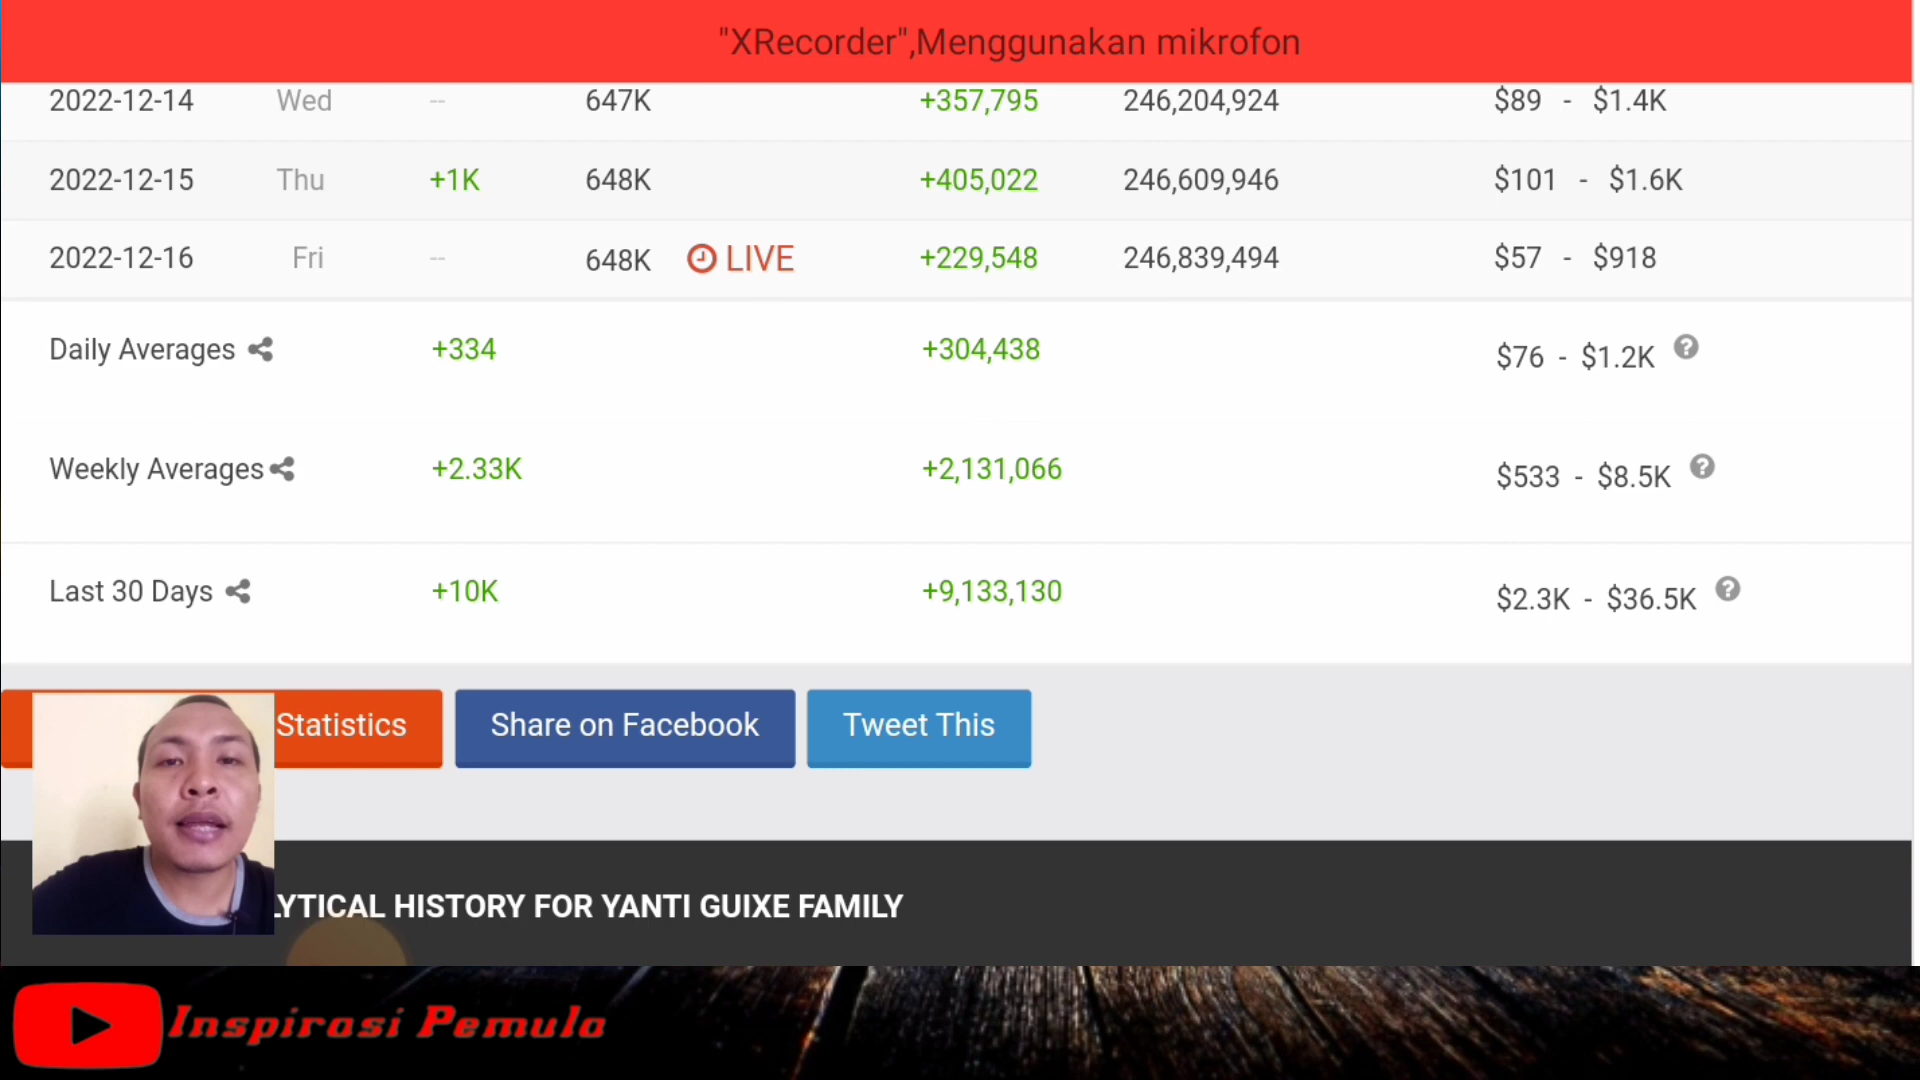 "XRecorder",Menggunakan mikrofon
2022-12-14 Wed -- 647K +357,795 246,204,924 $89 - $1.4K
2022-12-15 Thu +1K 648K +405,022 246,609,946 $101 - $1.6K
2022-12-16 Fri -- 648K LIVE +229,548 246,839,494 $57 - $918
Daily Averages +334 +304,438 $76 - $1.2K ?
Weekly Averages +2.33K +2,131,066 $533 - $8.5K ?
Last 30 Days +10K +9,133,130 $2.3K - $36.5K ?
Statistics Share on Facebook Tweet This
LYTICAL HISTORY FOR YANTI GUIXE FAMILY
Inspirasi Pemula